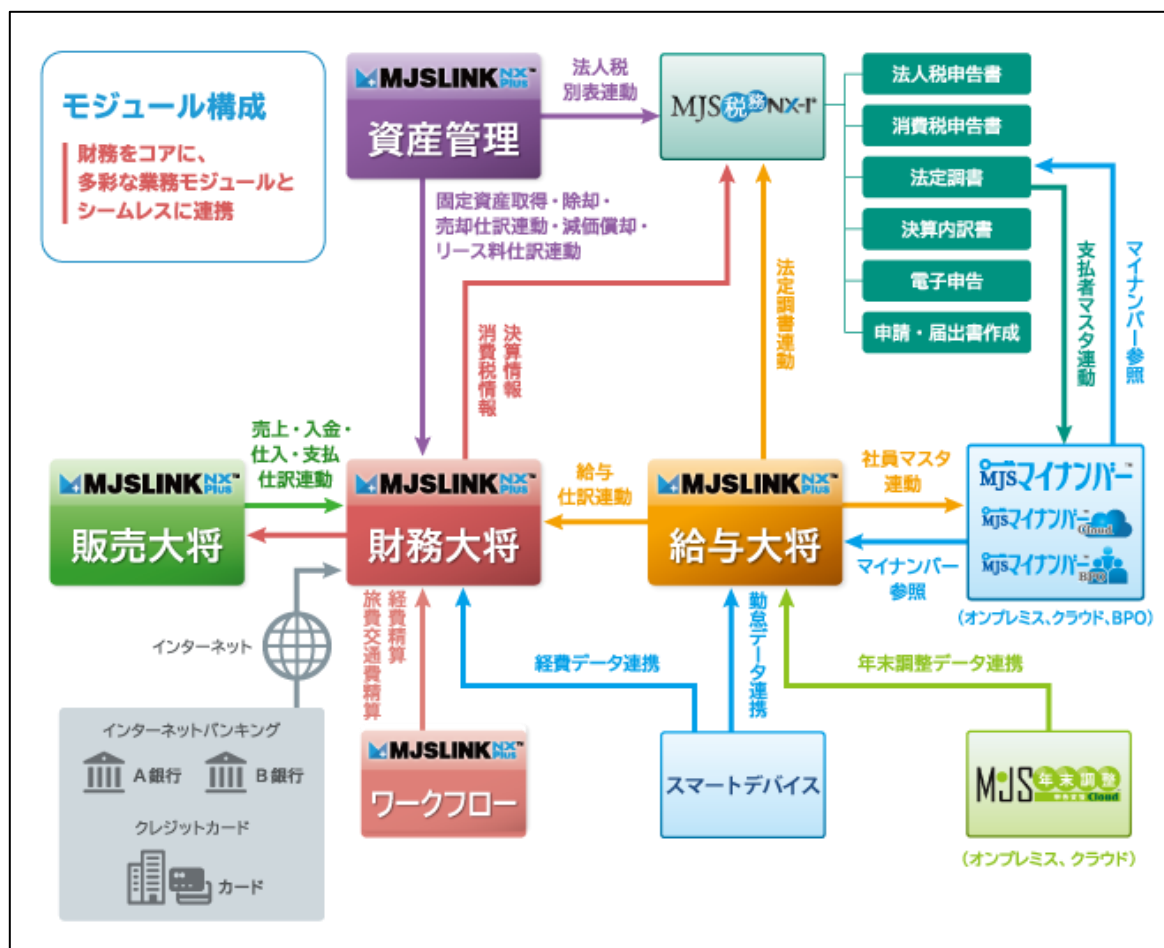 モジュール構成
財務をコアに、
多彩な業務モジュールと
シームレスに連携
MJSLINK NX Plus™
資産管理
法人税
別表連動
MJS税務NX-r™
法人税申告書
消費税申告書
法定調書
決算内訳書
電子申告
申請・届出書作成
固定資産取得・除却・
売却仕訳連動・減価償却・
リース料仕訳連動
決算情報
消費税情報
法定調書連動
支払者マスタ連動
マイナンバー参照
売上・入金・
仕入・支払
仕訳連動
MJSLINK NX Plus™
販売大将
MJSLINK NX Plus™
財務大将
給与
仕訳連動
MJSLINK NX Plus™
給与大将
社員マスタ
連動
マイナンバー
参照
MJSマイナンバー™
MJSマイナンバー Cloud
MJSマイナンバー BPO
(オンプレミス、クラウド、BPO)
インターネット
経費精算
旅費交通費精算
経費データ連携
勤怠データ連携
年末調整データ連携
インターネットバンキング
A銀行
B銀行
クレジットカード
カード
MJSLINK NX Plus™
ワークフロー
スマートデバイス
MJS年末調整
Cloud
(オンプレミス、クラウド)